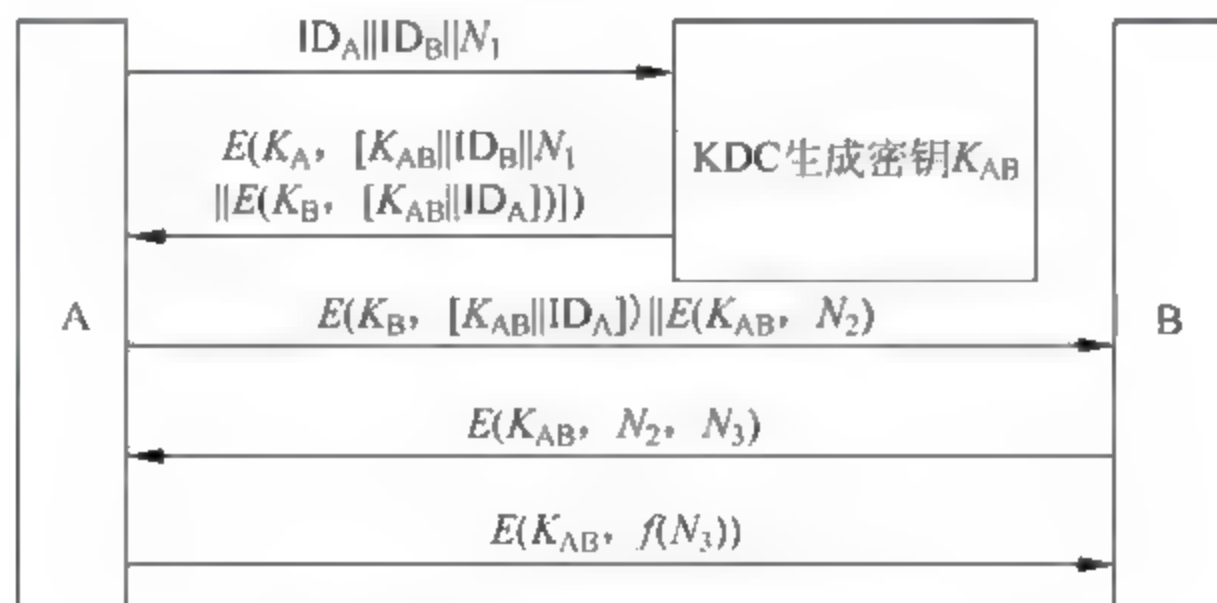 ID_A||ID_B||N_1
E(K_A, [K_AB||ID_B||N_1
||E(K_B, [K_AB||ID_A])])
KDC生成密钥K_AB
A
E(K_B, [K_AB||ID_A])||E(K_AB, N_2)
B
E(K_AB, N_2, N_3)
E(K_AB, f(N_3))